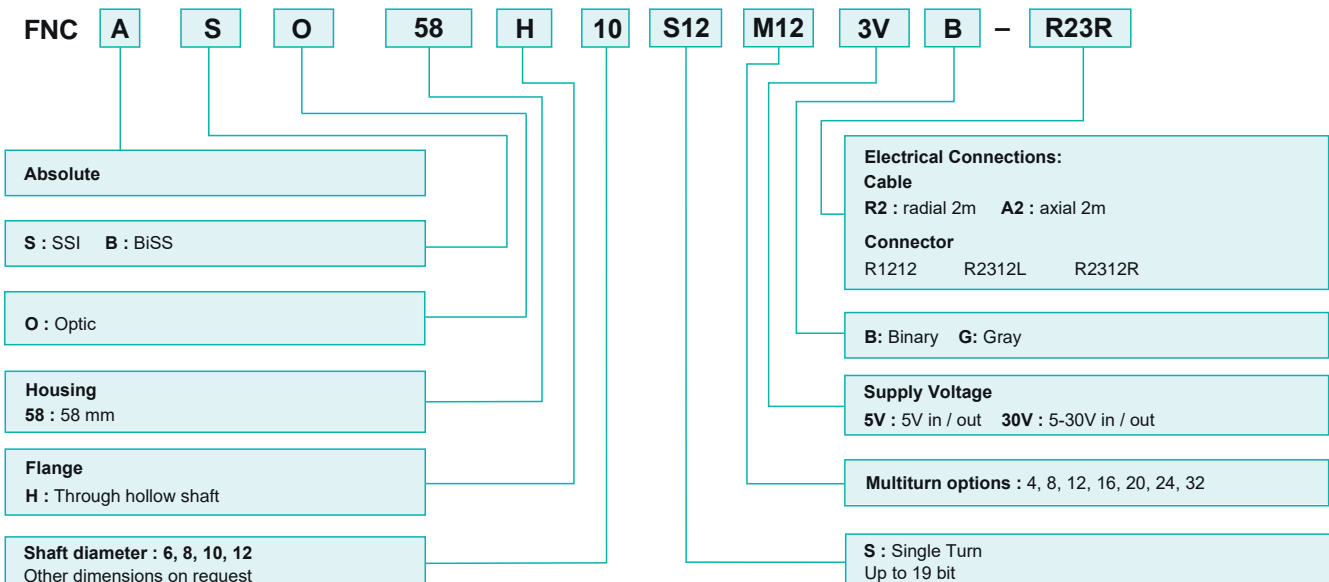 FNC A S O 58 H 10 S12 M12 3V B – R23R
Absolute
S : SSI B : BiSS
O : Optic
Housing
58 : 58 mm
Flange
H : Through hollow shaft
Shaft diameter : 6, 8, 10, 12
Other dimensions on request
Electrical Connections:
Cable
R2 : radial 2m A2 : axial 2m
Connector
R1212 R2312L R2312R
B: Binary G: Gray
Supply Voltage
5V : 5V in / out 30V : 5-30V in / out
Multiturn options : 4, 8, 12, 16, 20, 24, 32
S : Single Turn
Up to 19 bit